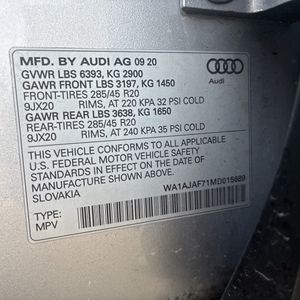 MFD. BY AUDI AG 09 20
GVWR LBS 6393, KG 2900
GAWR FRONT LBS 3197, KG 1450
FRONT-TIRES 285/45 R20
9JX20 RIMS, AT 220 KPA 32 PSI COLD
GAWR REAR LBS 3638, KG 1650
REAR-TIRES 285/45 R20
9JX20 RIMS, AT 240 KPA 35 PSI COLD
THIS VEHICLE CONFORMS TO ALL APPLICABLE
U.S. FEDERAL MOTOR VEHICLE SAFETY
STANDARDS IN EFFECT ON THE DATE OF
MANUFACTURE SHOWN ABOVE.
SLOVAKIA
TYPE:
MPV
Audi